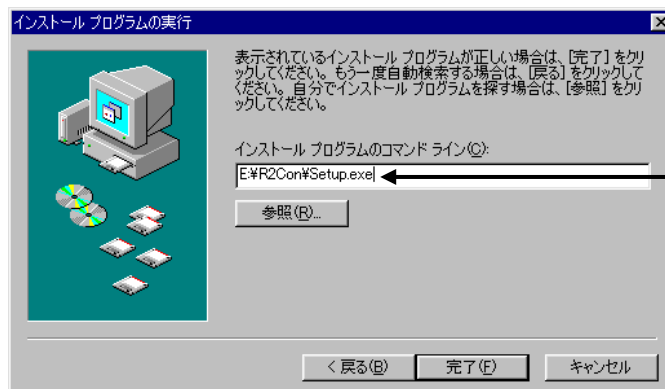 インストール プログラムの実行
表示されているインストール プログラムが正しい場合は、[完了] をクリ
ックしてください。もう一度自動検索する場合は、[戻る] をクリックして
ください。自分でインストール プログラムを探す場合は、[参照] をクリ
ックしてください。
インストール プログラムのコマンド ライン(C):
E:¥R2Con¥Setup.exe
参照(R)...
< 戻る(B)
完了(F)
キャンセル